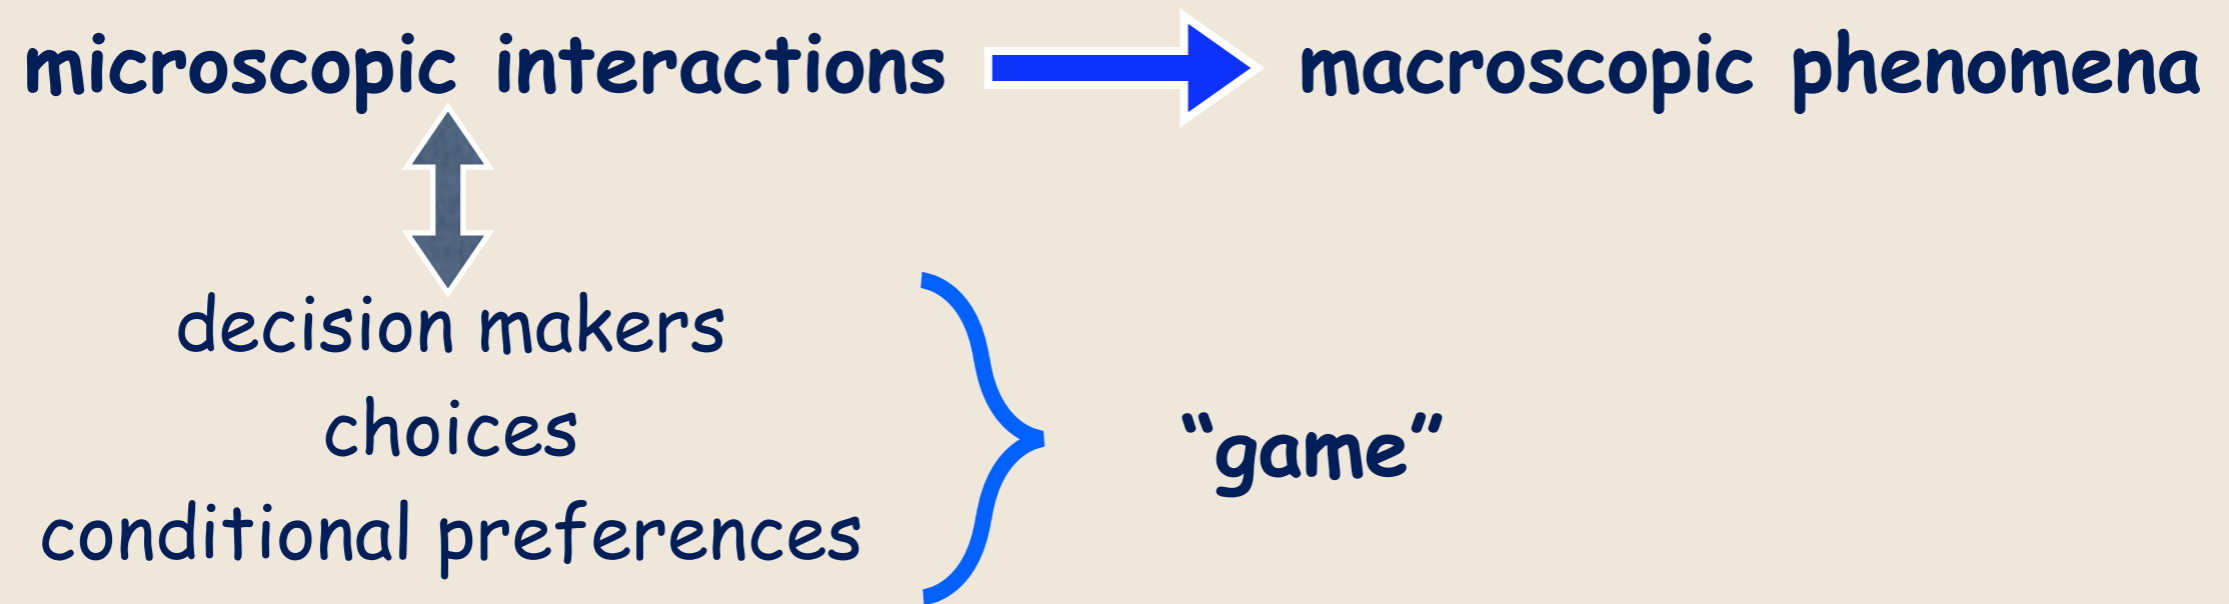 microscopic interactions macroscopic phenomena
decision makers
choices
“game”
conditional preferences